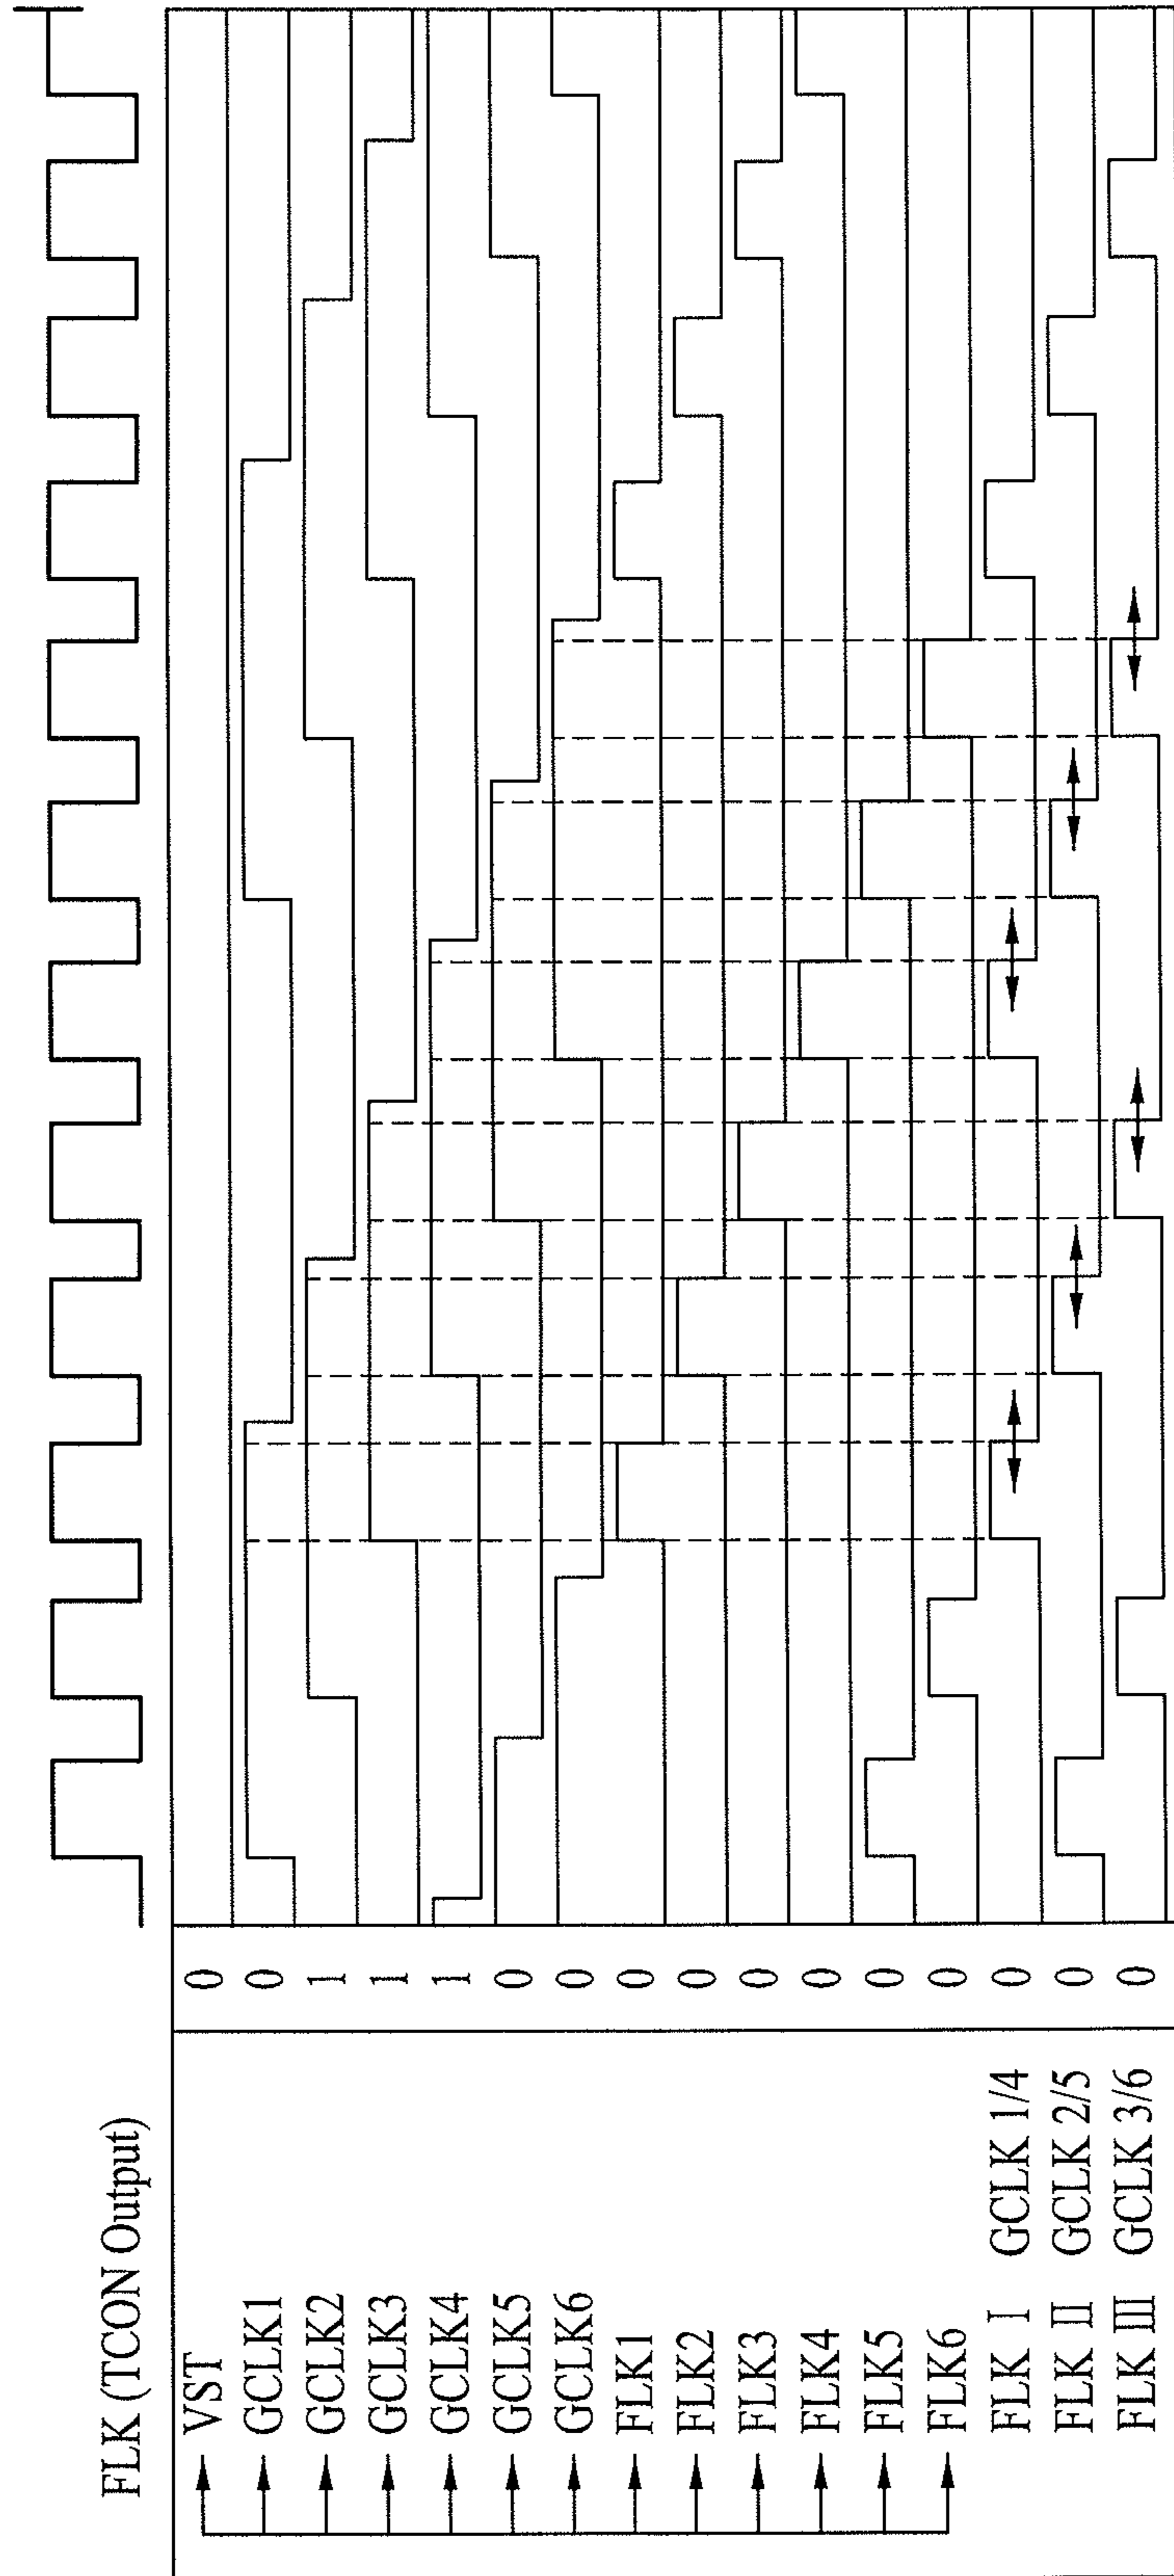 FLK (TCON Output)
VST 0
GCLK1 0
GCLK2 1
GCLK3 1
GCLK4 1
GCLK5 0
GCLK6 0
FLK1 0
FLK2 0
FLK3 0
FLK4 0
FLK5 0
FLK6 0
FLK I GCLK 1/4 0
FLK II GCLK 2/5 0
FLK III GCLK 3/6 0